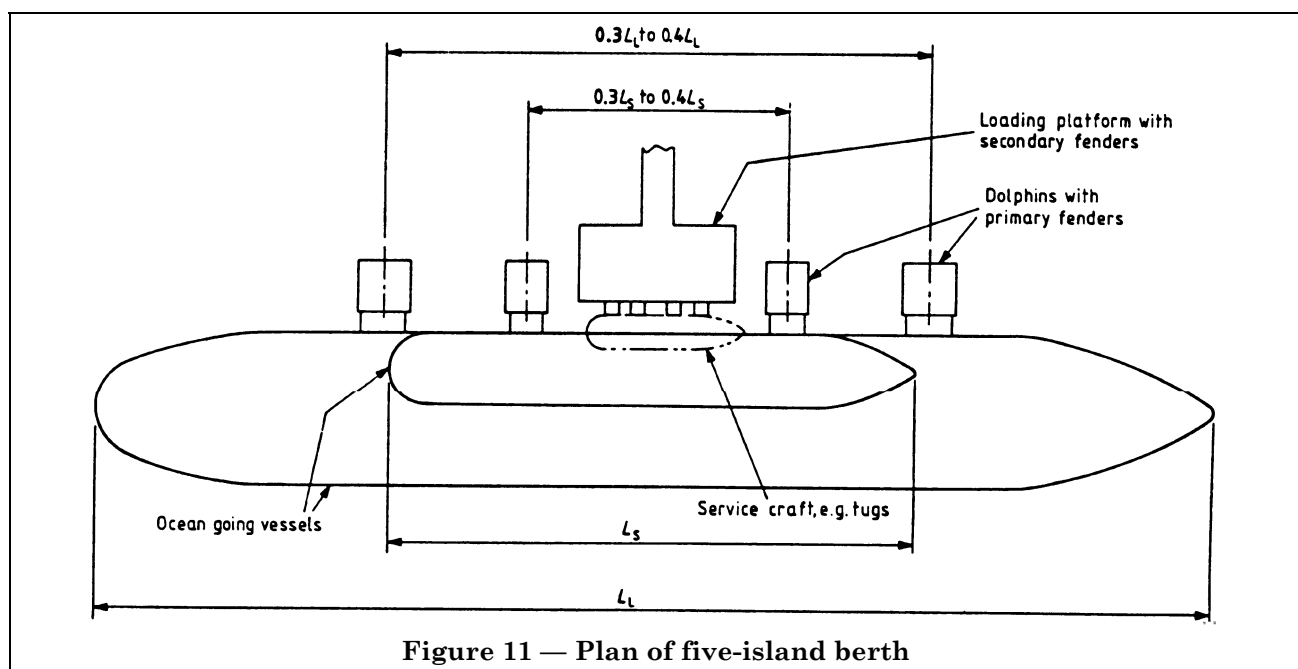 0.3L_L to 0.4L_L
0.3L_S to 0.4L_S
Loading platform with
secondary fenders
Dolphins with
primary fenders
Ocean going vessels
Service craft, e.g. tugs
L_S
L_L
Figure 11 — Plan of five-island berth